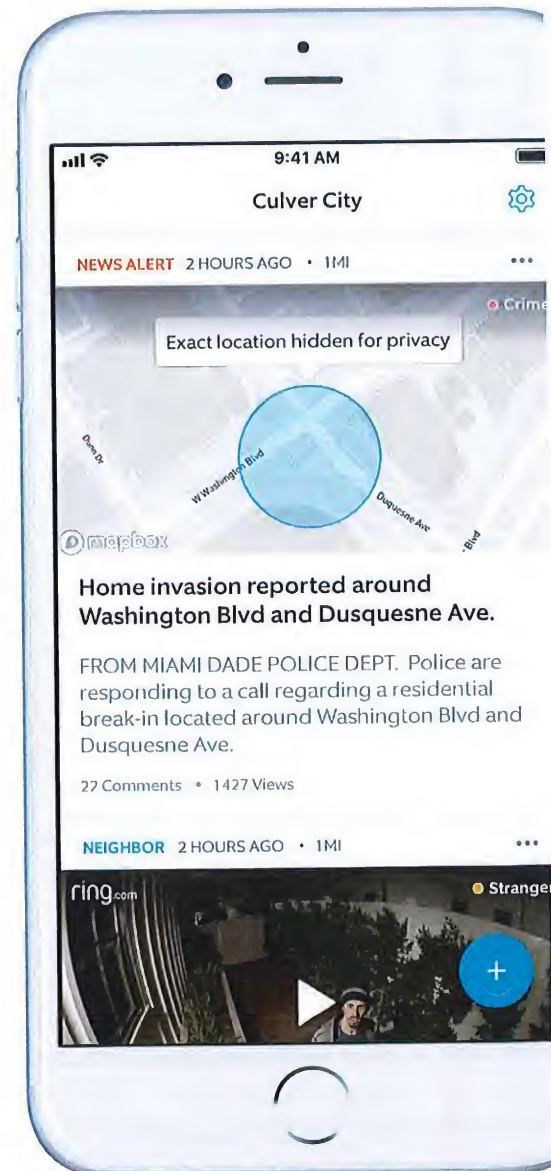 9:41 AM
Culver City
NEWS ALERT 2 HOURS AGO • 1MI
Crime
Exact location hidden for privacy
Dunn Dr
W Washington Blvd
Duquesne Ave
Blvd
mapbox
Home invasion reported around
Washington Blvd and Dusquesne Ave.
FROM MIAMI DADE POLICE DEPT. Police are
responding to a call regarding a residential
break-in located around Washington Blvd and
Dusquesne Ave.
27 Comments • 1427 Views
NEIGHBOR 2 HOURS AGO • 1MI
ring.com
Stranger
+